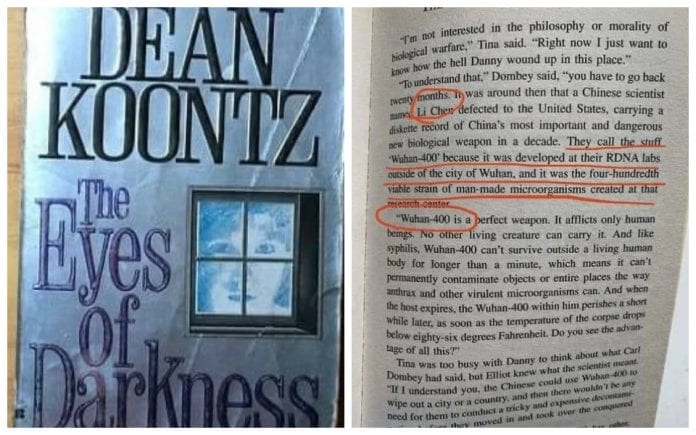 DEAN
KOONTZ
The
Eyes
of
Darkness
"I'm not interested in the philosophy or morality of
biological warfare," Tina said. "Right now I just want to
know how the hell Danny wound up in this place."
"To understand that," Dombey said, "you have to go back
twenty months. It was around then that a Chinese scientist
named Li Chen defected to the United States, carrying a
diskette record of China's most important and dangerous
new biological weapon in a decade. They call the stuff
'Wuhan-400' because it was developed at their RDNA labs
outside of the city of Wuhan, and it was the four-hundredth
viable strain of man-made microorganisms created at that
research center.
"Wuhan-400 is a perfect weapon. It afflicts only human
beings. No other living creature can carry it. And like
syphilis, Wuhan-400 can't survive outside a living human
body for longer than a minute, which means it can't
permanently contaminate objects or entire places the way
anthrax and other virulent microorganisms can. And when
the host expires, the Wuhan-400 within him perishes a short
while later, as soon as the temperature of the corpse drops
below eighty-six degrees Fahrenheit. Do you see the advan-
tage of all this?"
Tina was too busy with Danny to think about what Carl
Dombey had said, but Elliot knew what the scientist meant.
"If I understand you, the Chinese could use Wuhan-400 to
wipe out a city or a country, and then there wouldn't be any
need for them to conduct a tricky and expensive decontami-
they moved in and took over the conquered